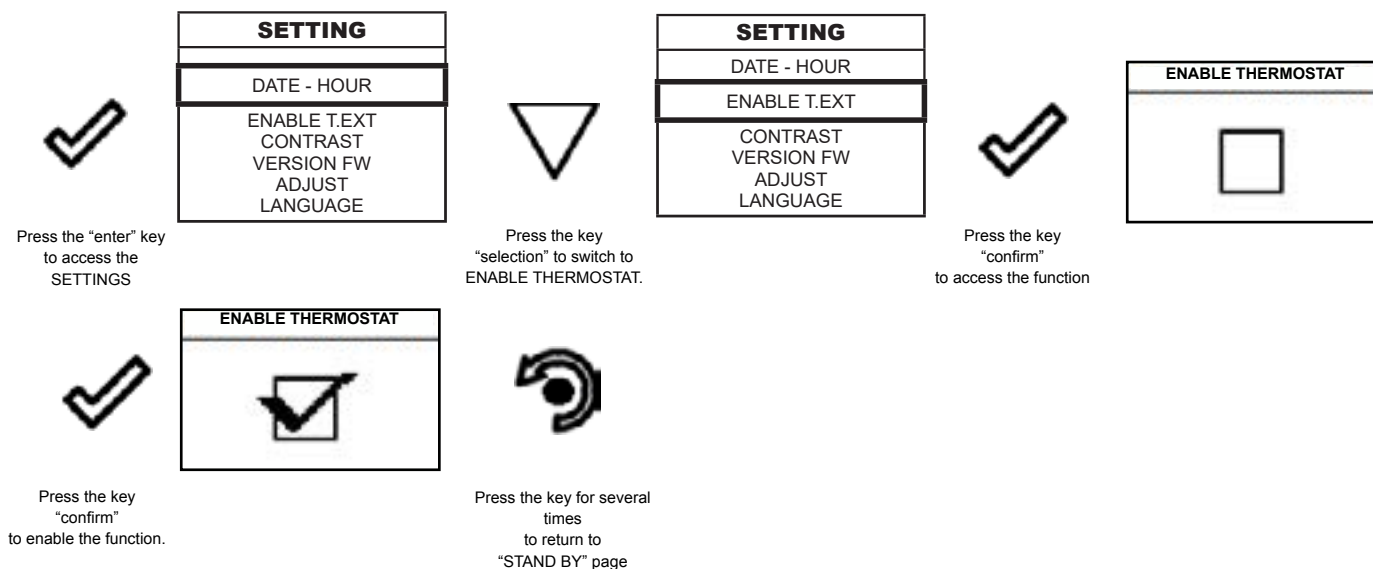 SETTING
DATE - HOUR
ENABLE T.EXT
CONTRAST
VERSION FW
ADJUST
LANGUAGE
Press the “enter” key
to access the
SETTINGS
Press the key
“selection” to switch to
ENABLE THERMOSTAT.
SETTING
DATE - HOUR
ENABLE T.EXT
CONTRAST
VERSION FW
ADJUST
LANGUAGE
Press the key
“confirm”
to access the function
ENABLE THERMOSTAT
Press the key
“confirm”
to enable the function.
ENABLE THERMOSTAT
Press the key for several
times
to return to
“STAND BY” page